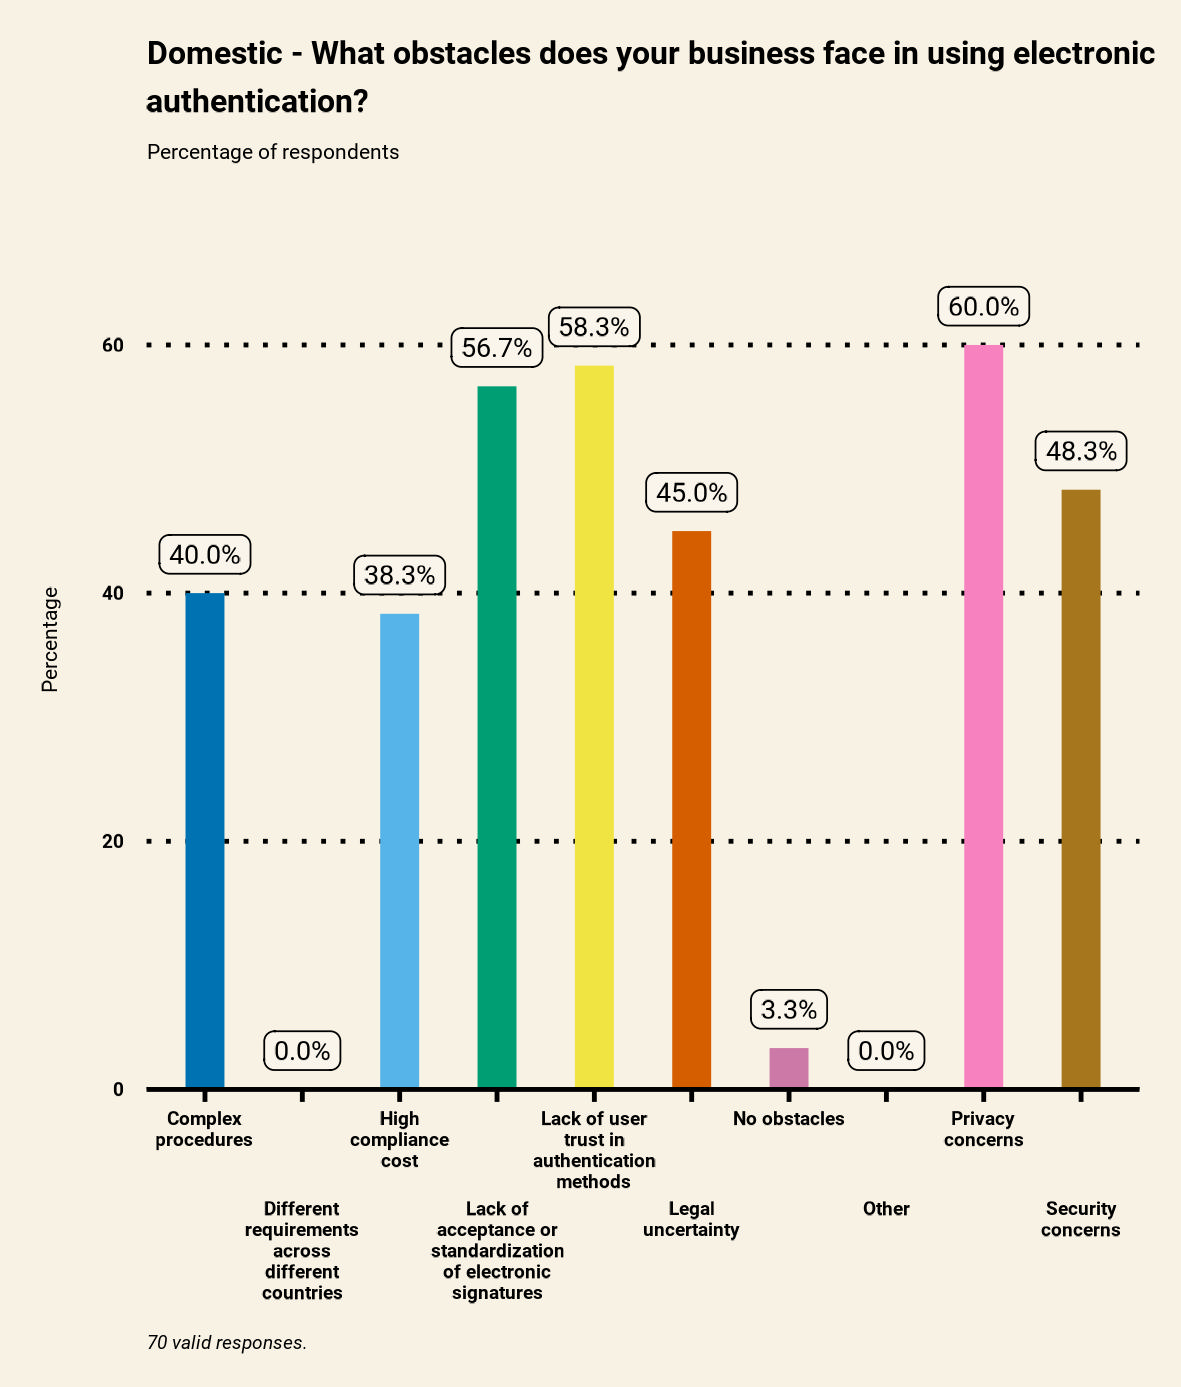 Domestic - What obstacles does your business face in using electronic
authentication?
Percentage of respondents
60.0%
58.3%
56.7%
60
48.3%
45.0%
40.0%
38.3%
40
Percentage
20
3.3%
0.0%
0.0%
0
Complex
procedures
High
compliance
cost
Lack of user
trust in
authentication
methods
No obstacles
Privacy
concerns
Different
requirements
across
different
countries
Lack of
acceptance or
standardization
of electronic
signatures
Legal
uncertainty
Other
Security
concerns
70 valid responses.